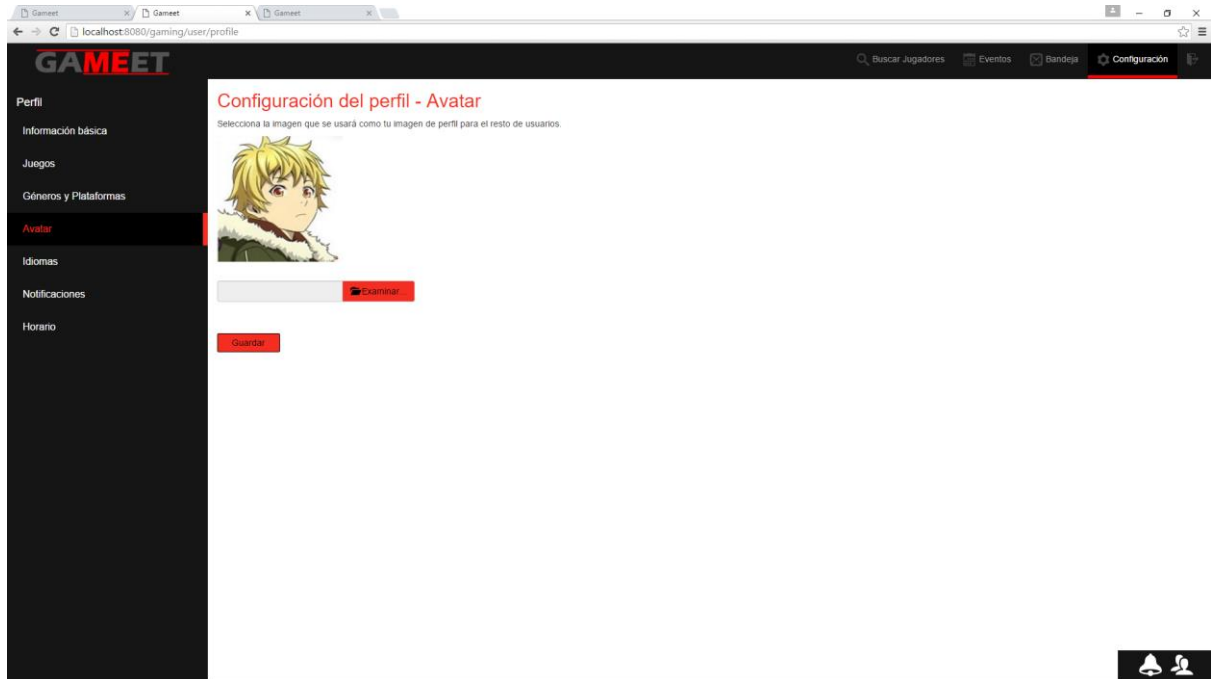 Gameet
Gameet
Gameet
localhost:8080/gaming/user/profile
GAMEET
Buscar Jugadores
Eventos
Bandeja
Configuración
Perfil
Información básica
Juegos
Géneros y Plataformas
Avatar
Idiomas
Notificaciones
Horario
Configuración del perfil - Avatar
Selecciona la imagen que se usará como tu imagen de perfil para el resto de usuarios.
Examinar...
Guardar